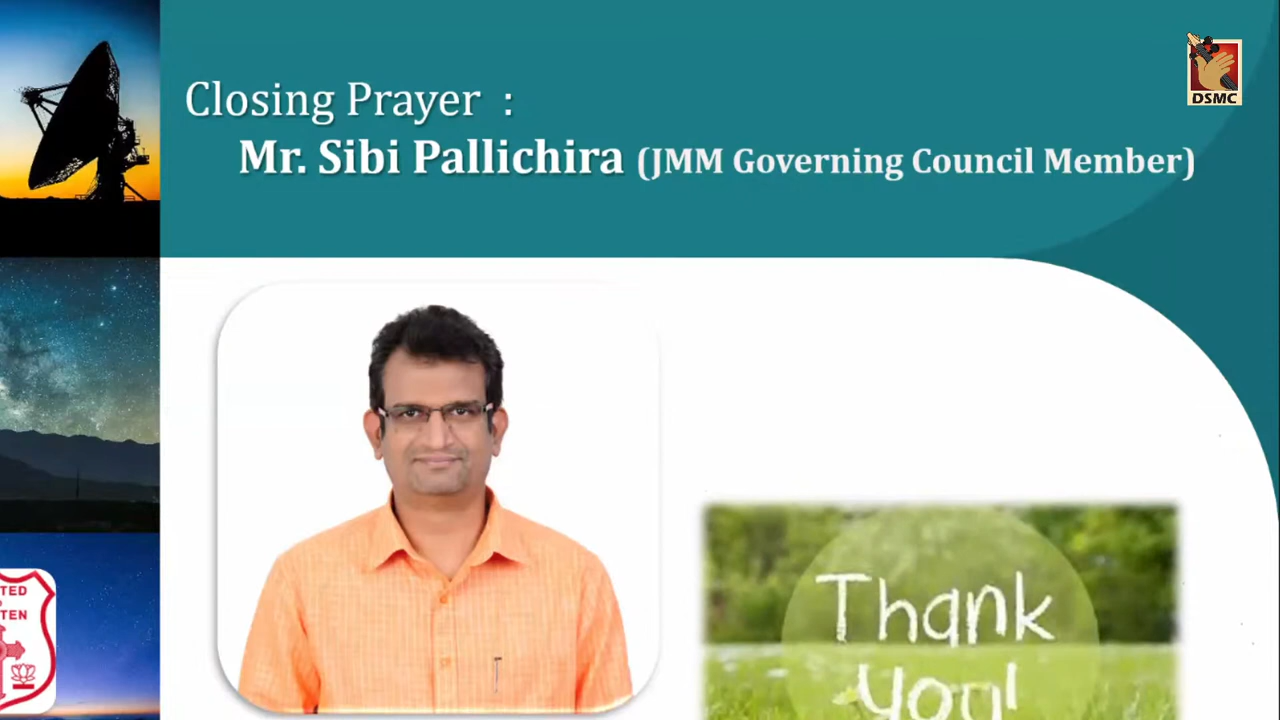 DSMC
Closing Prayer :
Mr. Sibi Pallichira (JMM Governing Council Member)
Thank
you!